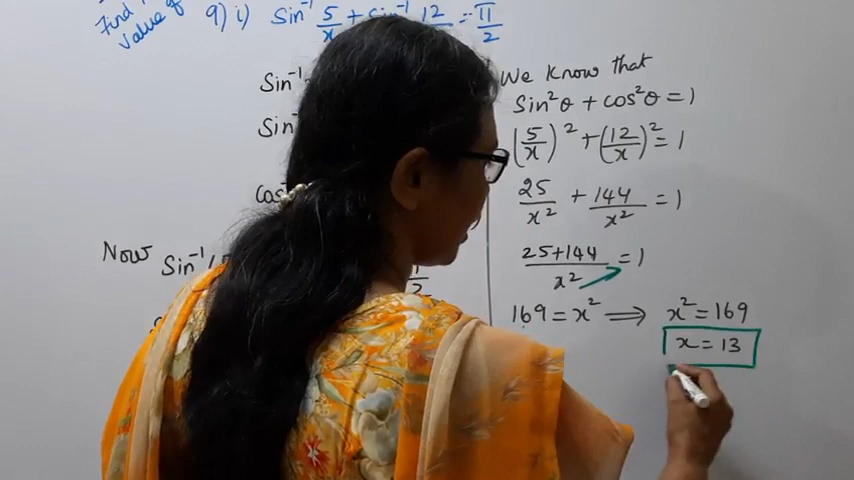 Find
value of
9) i) Sin⁻¹ 5/x + Sin⁻¹ 12 = π/2
Sin⁻¹
Sin⁻¹
Cos⁻
Now Sin⁻¹
We Know that
Sin²θ + cos²θ = 1
(5/x)² + (12/x)² = 1
25/x² + 144/x² = 1
25+144/x² = 1
169 = x² ⟹ x² = 169
x = 13